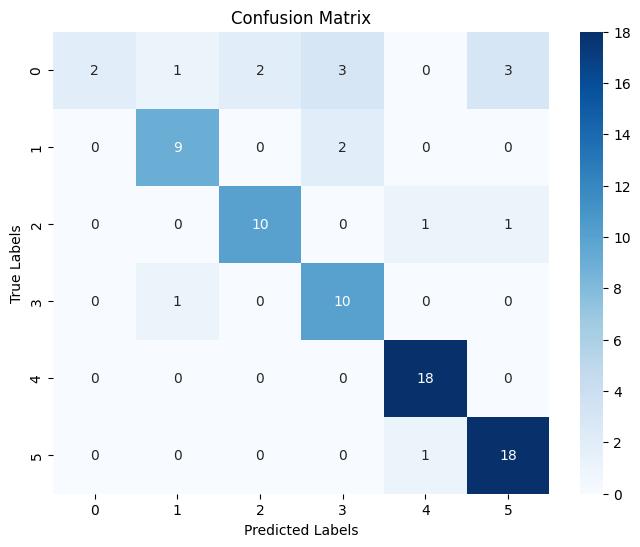 Confusion Matrix
True Labels
0 2 1 2 3 0 3
1 0 9 0 2 0 0
2 0 0 10 0 1 1
3 0 1 0 10 0 0
4 0 0 0 0 18 0
5 0 0 0 0 1 18
0 1 2 3 4 5
Predicted Labels
18
16
14
12
10
8
6
4
2
0